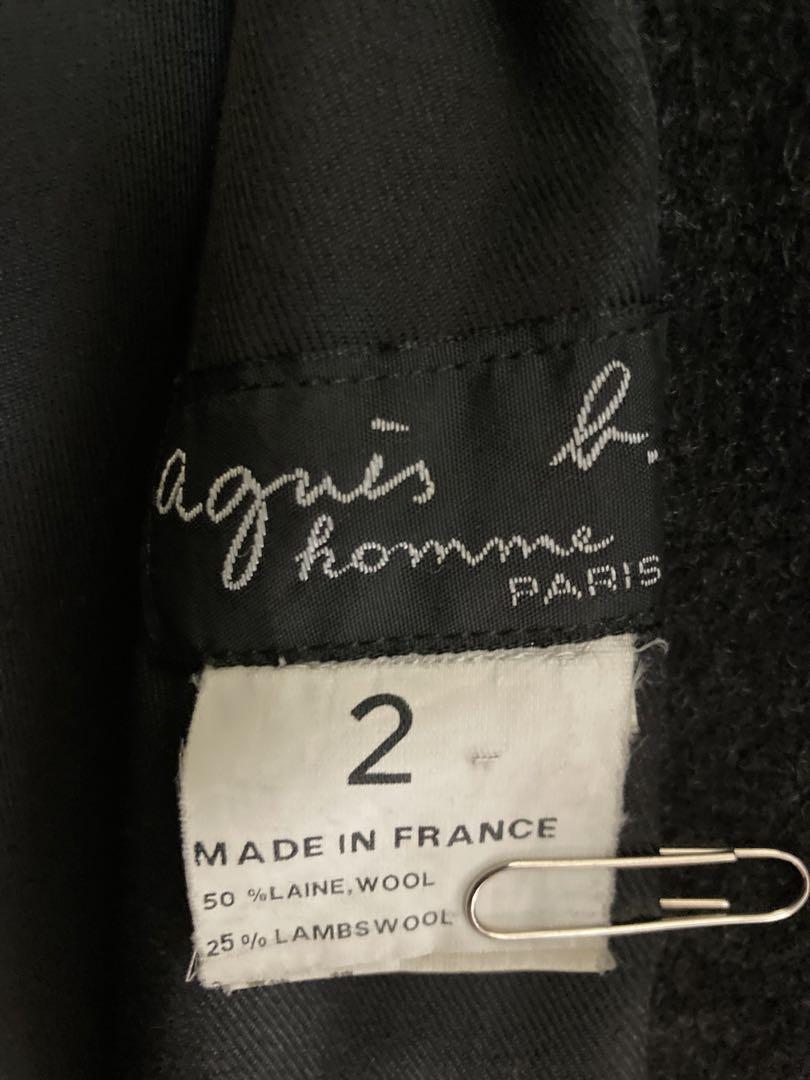 agnès b.
homme
PARIS
2
MADE IN FRANCE
50 %LAINE,WOOL
25% LAMBSWOOL